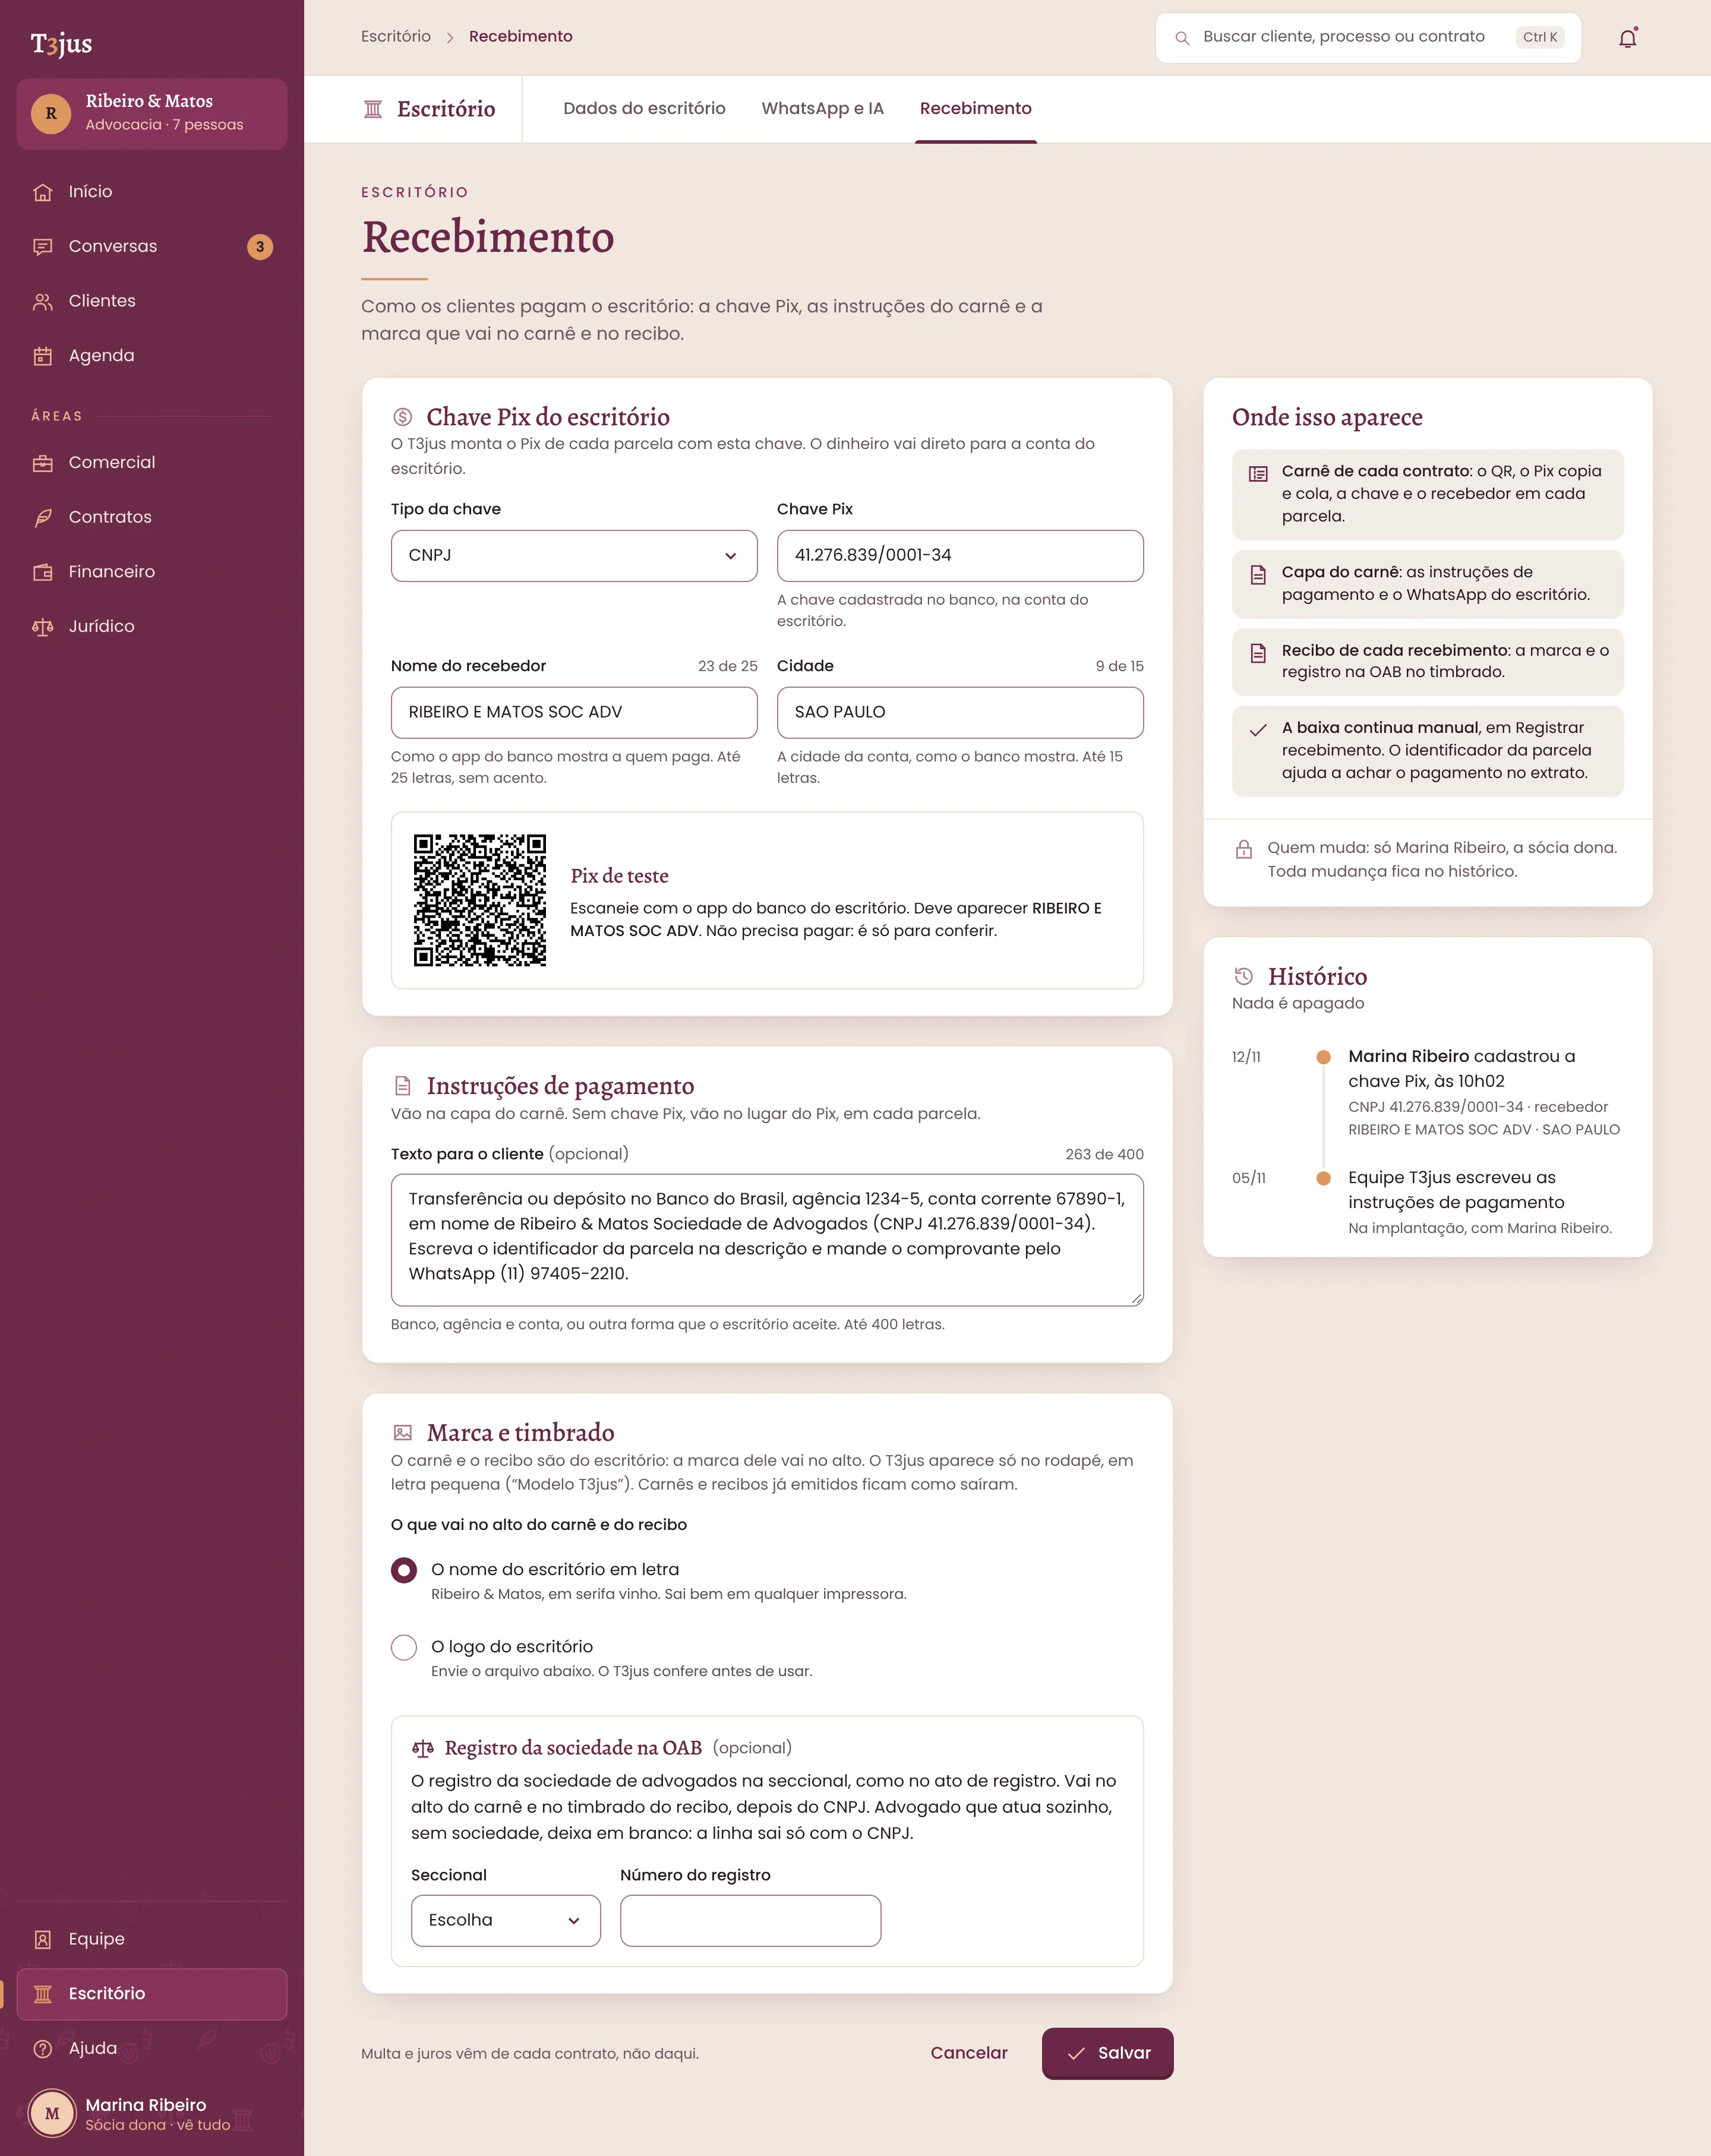 T3jus
R
Ribeiro & Matos
Advocacia · 7 pessoas
Início
Conversas
3
Clientes
Agenda
ÁREAS
Comercial
Contratos
Financeiro
Jurídico
Equipe
Escritório
Ajuda
M
Marina Ribeiro
Sócia dona · vê tudo
Escritório
Recebimento
Buscar cliente, processo ou contrato
Ctrl K
Escritório
Dados do escritório
WhatsApp e IA
Recebimento
ESCRITÓRIO
Recebimento
Como os clientes pagam o escritório: a chave Pix, as instruções do carnê e a
marca que vai no carnê e no recibo.
Chave Pix do escritório
O T3jus monta o Pix de cada parcela com esta chave. O dinheiro vai direto para a conta do
escritório.
Tipo da chave
CNPJ
Chave Pix
41.276.839/0001-34
A chave cadastrada no banco, na conta do
escritório.
Nome do recebedor
23 de 25
RIBEIRO E MATOS SOC ADV
Como o app do banco mostra a quem paga. Até
25 letras, sem acento.
Cidade
9 de 15
SAO PAULO
A cidade da conta, como o banco mostra. Até 15
letras.
Pix de teste
Escaneie com o app do banco do escritório. Deve aparecer RIBEIRO E
MATOS SOC ADV. Não precisa pagar: é só para conferir.
Instruções de pagamento
Vão na capa do carnê. Sem chave Pix, vão no lugar do Pix, em cada parcela.
Texto para o cliente (opcional)
263 de 400
Transferência ou depósito no Banco do Brasil, agência 1234-5, conta corrente 67890-1,
em nome de Ribeiro & Matos Sociedade de Advogados (CNPJ 41.276.839/0001-34).
Escreva o identificador da parcela na descrição e mande o comprovante pelo
WhatsApp (11) 97405-2210.
Banco, agência e conta, ou outra forma que o escritório aceite. Até 400 letras.
Marca e timbrado
O carnê e o recibo são do escritório: a marca dele vai no alto. O T3jus aparece só no rodapé, em
letra pequena (“Modelo T3jus”). Carnês e recibos já emitidos ficam como saíram.
O que vai no alto do carnê e do recibo
O nome do escritório em letra
Ribeiro & Matos, em serifa vinho. Sai bem em qualquer impressora.
O logo do escritório
Envie o arquivo abaixo. O T3jus confere antes de usar.
Registro da sociedade na OAB (opcional)
O registro da sociedade de advogados na seccional, como no ato de registro. Vai no
alto do carnê e no timbrado do recibo, depois do CNPJ. Advogado que atua sozinho,
sem sociedade, deixa em branco: a linha sai só com o CNPJ.
Seccional
Escolha
Número do registro
Multa e juros vêm de cada contrato, não daqui.
Cancelar
Salvar
Onde isso aparece
Carnê de cada contrato: o QR, o Pix copia
e cola, a chave e o recebedor em cada
parcela.
Capa do carnê: as instruções de
pagamento e o WhatsApp do escritório.
Recibo de cada recebimento: a marca e o
registro na OAB no timbrado.
A baixa continua manual, em Registrar
recebimento. O identificador da parcela
ajuda a achar o pagamento no extrato.
Quem muda: só Marina Ribeiro, a sócia dona.
Toda mudança fica no histórico.
Histórico
Nada é apagado
12/11
Marina Ribeiro cadastrou a
chave Pix, às 10h02
CNPJ 41.276.839/0001-34 · recebedor
RIBEIRO E MATOS SOC ADV · SAO PAULO
05/11
Equipe T3jus escreveu as
instruções de pagamento
Na implantação, com Marina Ribeiro.